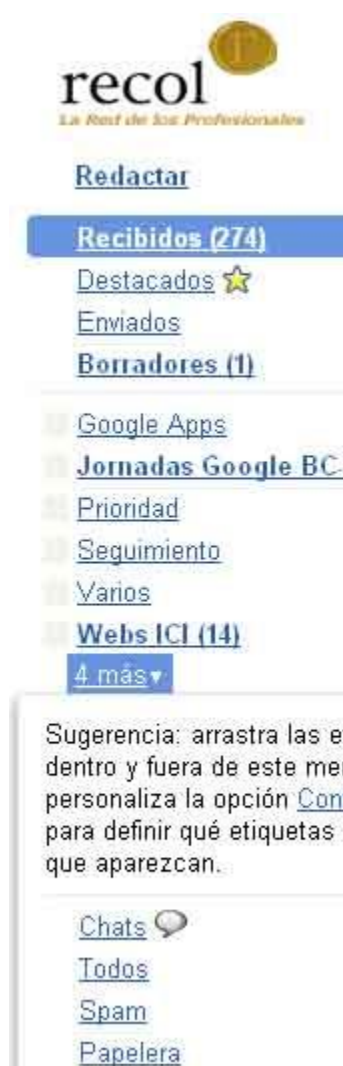 recol
La Red de los Profesionales
Redactar
Recibidos (274)
Destacados
Enviados
Borradores (1)
Google Apps
Jornadas Google BC
Prioridad
Seguimiento
Varios
Webs ICI (14)
4 más▼
Sugerencia: arrastra las e
dentro y fuera de este me
personaliza la opción Con
para definir qué etiquetas
que aparezcan.
Chats
Todos
Spam
Papelera